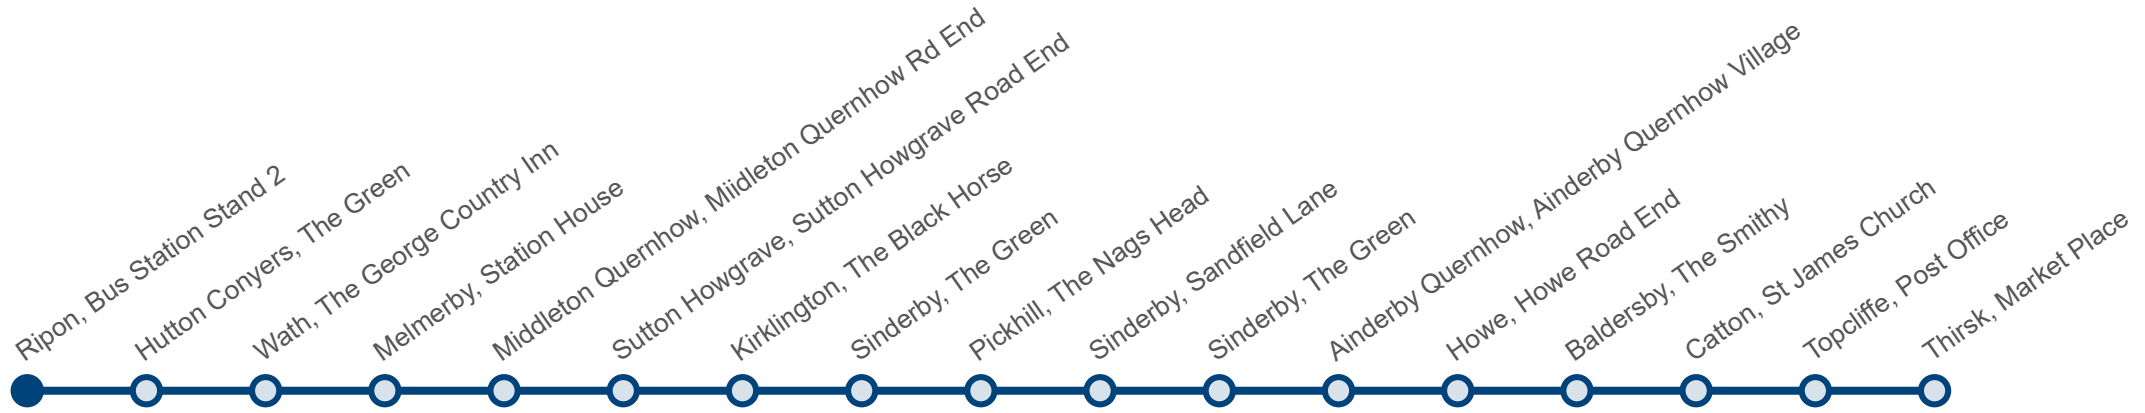 Ripon, Bus Station Stand 2
Hutton Conyers, The Green
Wath, The George Country Inn
Melmerby, Station House
Middleton Quernhow, Miidleton Quernhow Rd End
Sutton Howgrave, Sutton Howgrave Road End
Kirklington, The Black Horse
Sinderby, The Green
Pickhill, The Nags Head
Sinderby, Sandfield Lane
Sinderby, The Green
Ainderby Quernhow, Ainderby Quernhow Village
Howe, Howe Road End
Baldersby, The Smithy
Catton, St James Church
Topcliffe, Post Office
Thirsk, Market Place